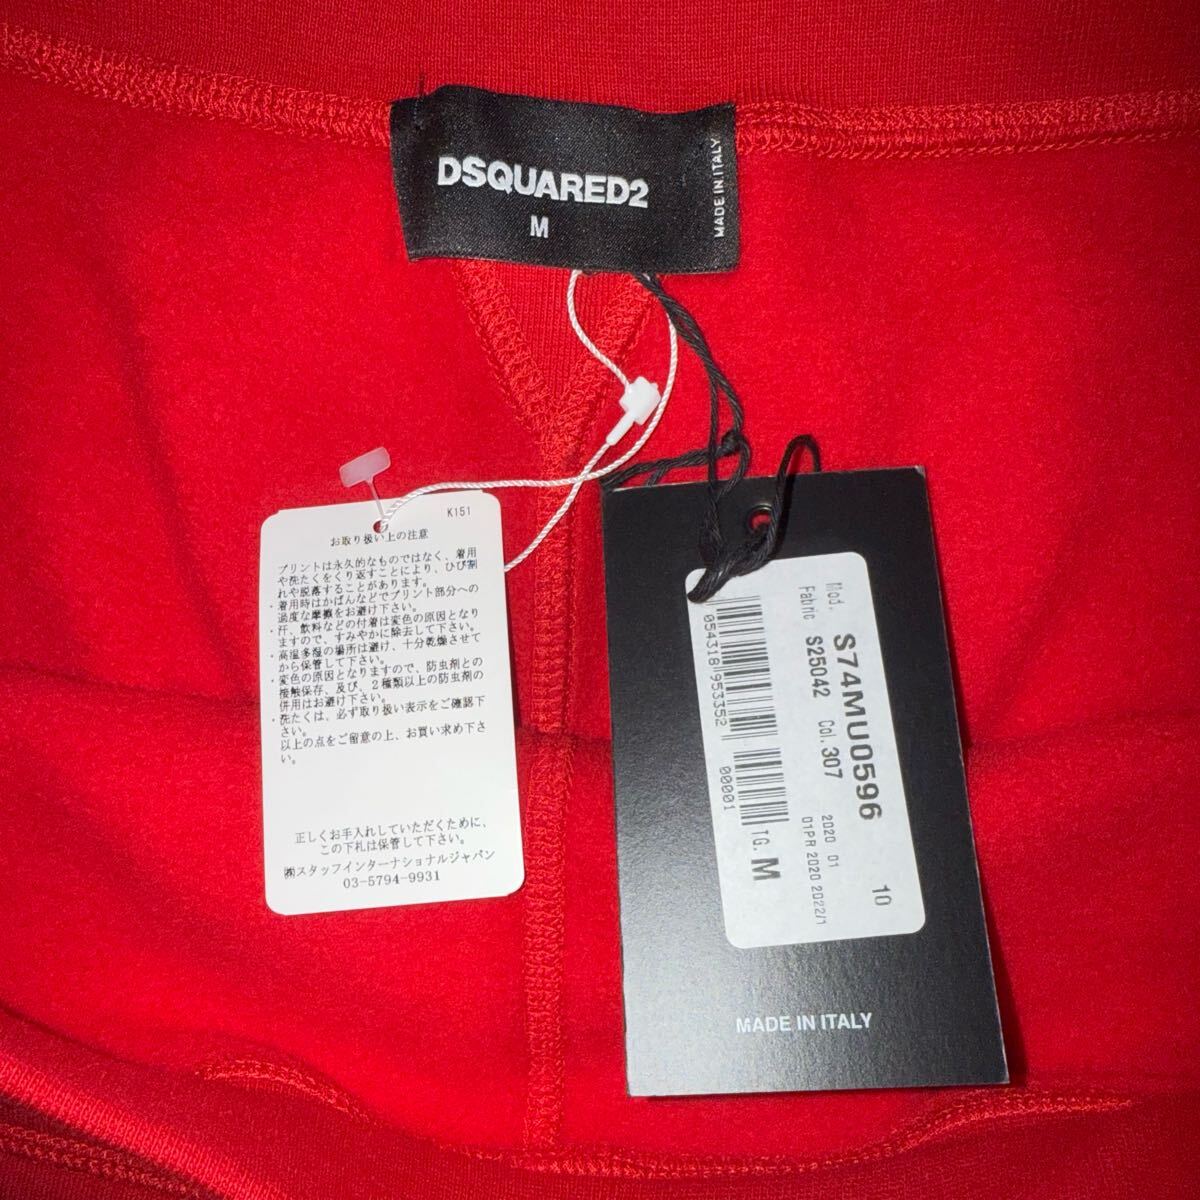 DSQUARED2
M
MADE IN ITALY
K151
お取り扱い上の注意
プリントは永久的なものではなく、着用
や洗たくをくり返すことにより、ひび割
れや脱落することがあります。
・着用時はかばんなどでプリント部分への
過度な摩擦をお避け下さい。
・汗、飲料などの付着は変色の原因となり
ますので、すみやかに除去して下さい。
・高温多湿の場所は避け、十分乾燥させて
から保管して下さい。
・変色の原因となりますので、防虫剤との
接触保存、及び、2種類以上の防虫剤の
併用はお避け下さい。
・洗たくは、必ず取り扱い表示をご確認下
さい。
以上の点をご留意の上、お買い求め下さ
い。
正しくお手入れしていただくために、
この下札は保管して下さい。
㈱スタッフインターナショナルジャパン
03-5794-9931
Mod. S74MU0596 10
Fabric S25042 Col. 307 2020 01
01PR 2020 2022/1
054318 953352 00001 TG. M
MADE IN ITALY